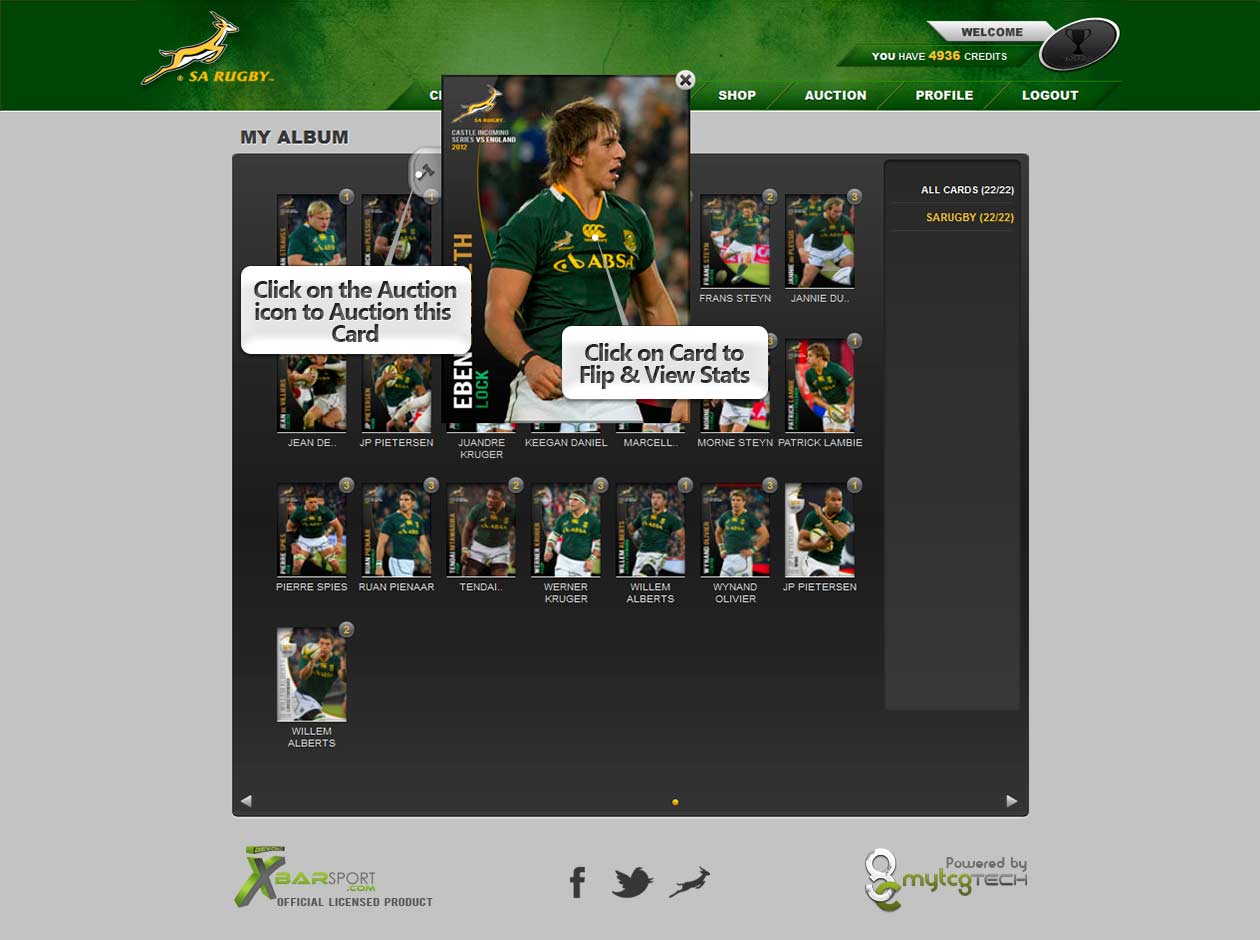 WELCOME
YOU HAVE 4936 CREDITS
® SA RUGBY™
SHOP
AUCTION
PROFILE
LOGOUT
MY ALBUM
SA RUGBY
CASTLE INCOMING
SERIES VS ENGLAND
2012
EBEN
TH
LOCK
ABSA
Click on the Auction
icon to Auction this
Card
Click on Card to
Flip & View Stats
ALL CARDS (22/22)
SARUGBY (22/22)
1
1
2
3
FRANS STEYN
JANNIE DU..
3
1
JEAN DE..
JP PIETERSEN
JUANDRE
KRUGER
KEEGAN DANIEL
MARCELL..
MORNE STEYN
PATRICK LAMBIE
3
3
2
3
1
3
1
PIERRE SPIES
RUAN PIENAAR
TENDAI..
WERNER
KRUGER
WILLEM
ALBERTS
WYNAND
OLIVIER
JP PIETERSEN
2
WILLEM
ALBERTS
XBARSPORT
.COM
OFFICIAL LICENSED PRODUCT
Powered by
mytcgTECH